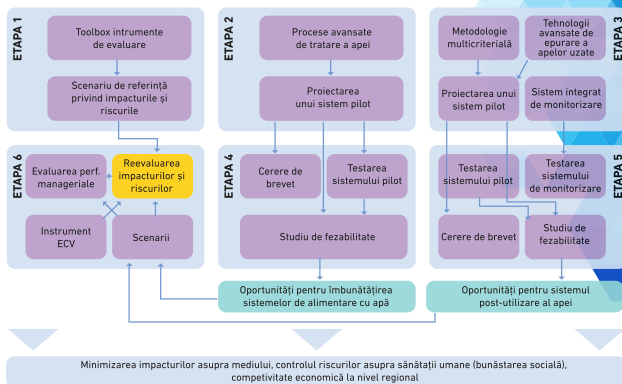 ETAPA 1
Toolbox intrumente
de evaluare
Scenariu de referință
privind impacturile și
riscurile
ETAPA 2
Procese avansate
de tratare a apei
Proiectarea
unui sistem pilot
ETAPA 3
Metodologie
multicriterială
Tehnologii
avansate de
epurare a
apelor uzate
Proiectarea unui
sistem pilot
Sistem integrat
de monitorizare
ETAPA 6
Evaluarea perf.
manageriale
Reevaluarea
impacturilor și
riscurilor
Instrument
ECV
Scenarii
ETAPA 4
Cerere de
brevet
Testarea
sistemului pilot
Studiu de fezabilitate
ETAPA 5
Testarea
sistemului pilot
Testarea
sistemului
de monitorizare
Cerere de brevet
Studiu de
fezabilitate
Oportunități pentru îmbunătățirea
sistemelor de alimentare cu apă
Oportunități pentru sistemul
post-utilizare al apei
Minimizarea impacturilor asupra mediului, controlul riscurilor asupra sănătații umane (bunăstarea socială),
competivitate economică la nivel regional